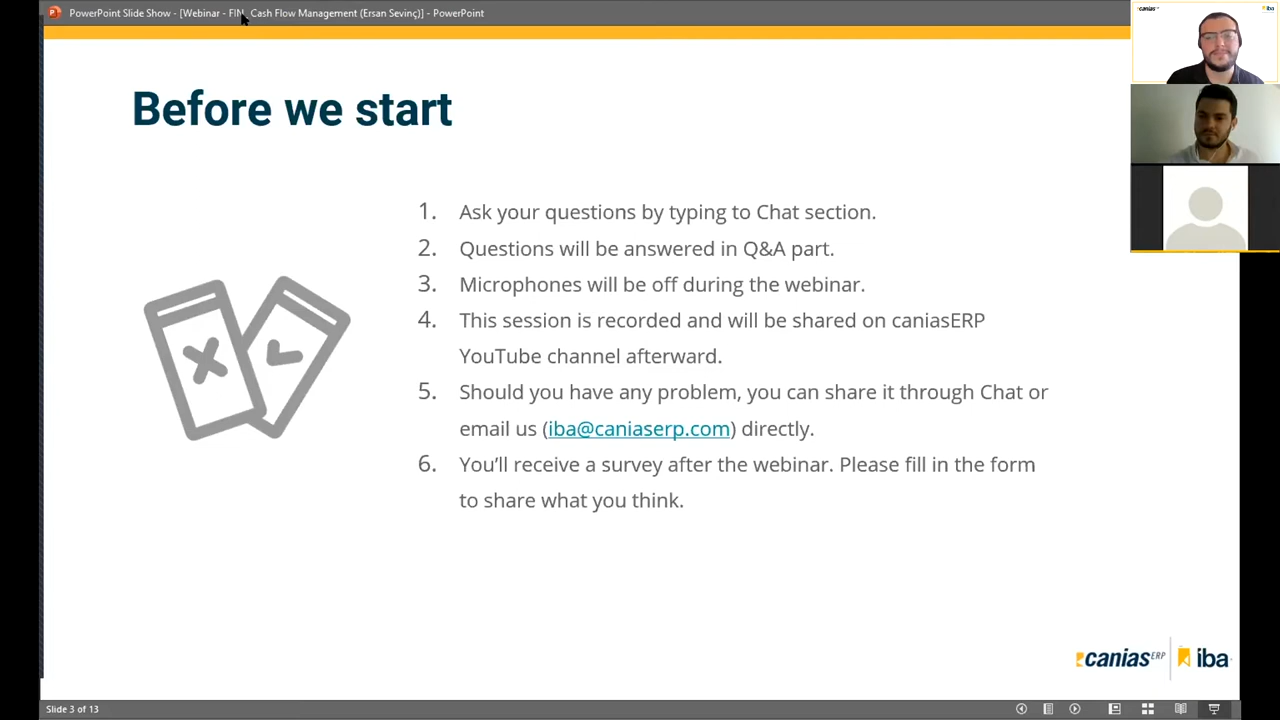 PowerPoint Slide Show - [Webinar - FIN_ Cash Flow Management (Ersan Sevinç)] - PowerPoint
canias
iba
Before we start
1. Ask your questions by typing to Chat section.
2. Questions will be answered in Q&A part.
3. Microphones will be off during the webinar.
4. This session is recorded and will be shared on caniasERP
YouTube channel afterward.
5. Should you have any problem, you can share it through Chat or
email us (iba@caniaserp.com) directly.
6. You’ll receive a survey after the webinar. Please fill in the form
to share what you think.
canias ERP
iba
Slide 3 of 13